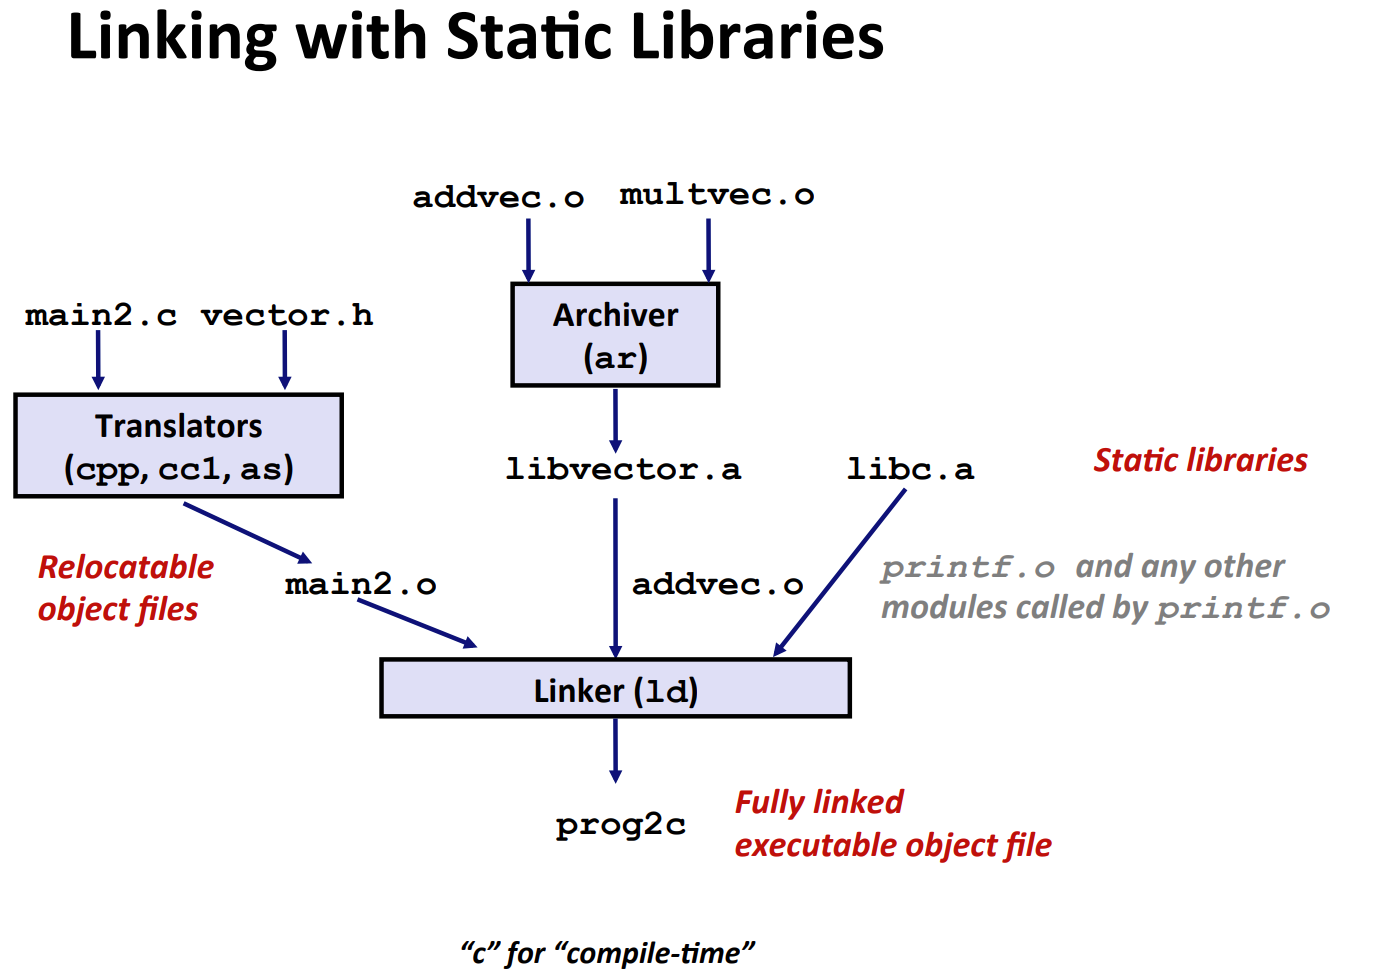 Linking with Static Libraries
addvec.o multvec.o
main2.c vector.h
Archiver
(ar)
Translators
(cpp, cc1, as)
libvector.a
libc.a
Static libraries
Relocatable
object files
main2.o
addvec.o
printf.o and any other
modules called by printf.o
Linker (ld)
prog2c
Fully linked
executable object file
“c” for “compile-time”